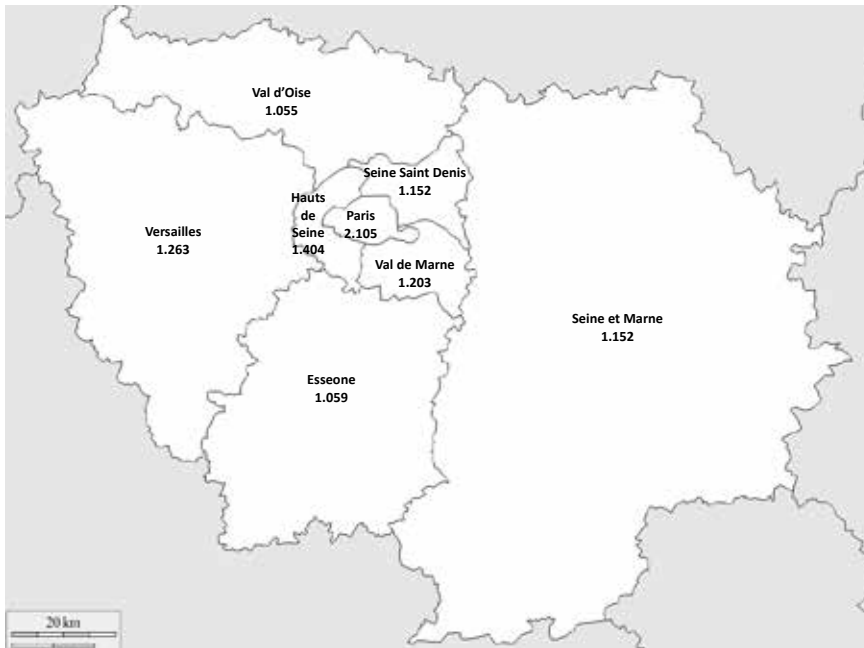 Val d’Oise
1.055
Seine Saint Denis
1.152
Hauts
de
Seine
1.404
Paris
2.105
Versailles
1.263
Val de Marne
1.203
Seine et Marne
1.152
Esseone
1.059
20 km